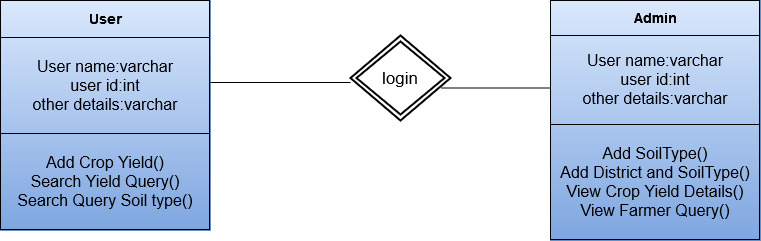 User
User name:varchar
user id:int
other details:varchar
Add Crop Yield()
Search Yield Query()
Search Query Soil type()
login
Admin
User name:varchar
user id:int
other details:varchar
Add SoilType()
Add District and SoilType()
View Crop Yield Details()
View Farmer Query()